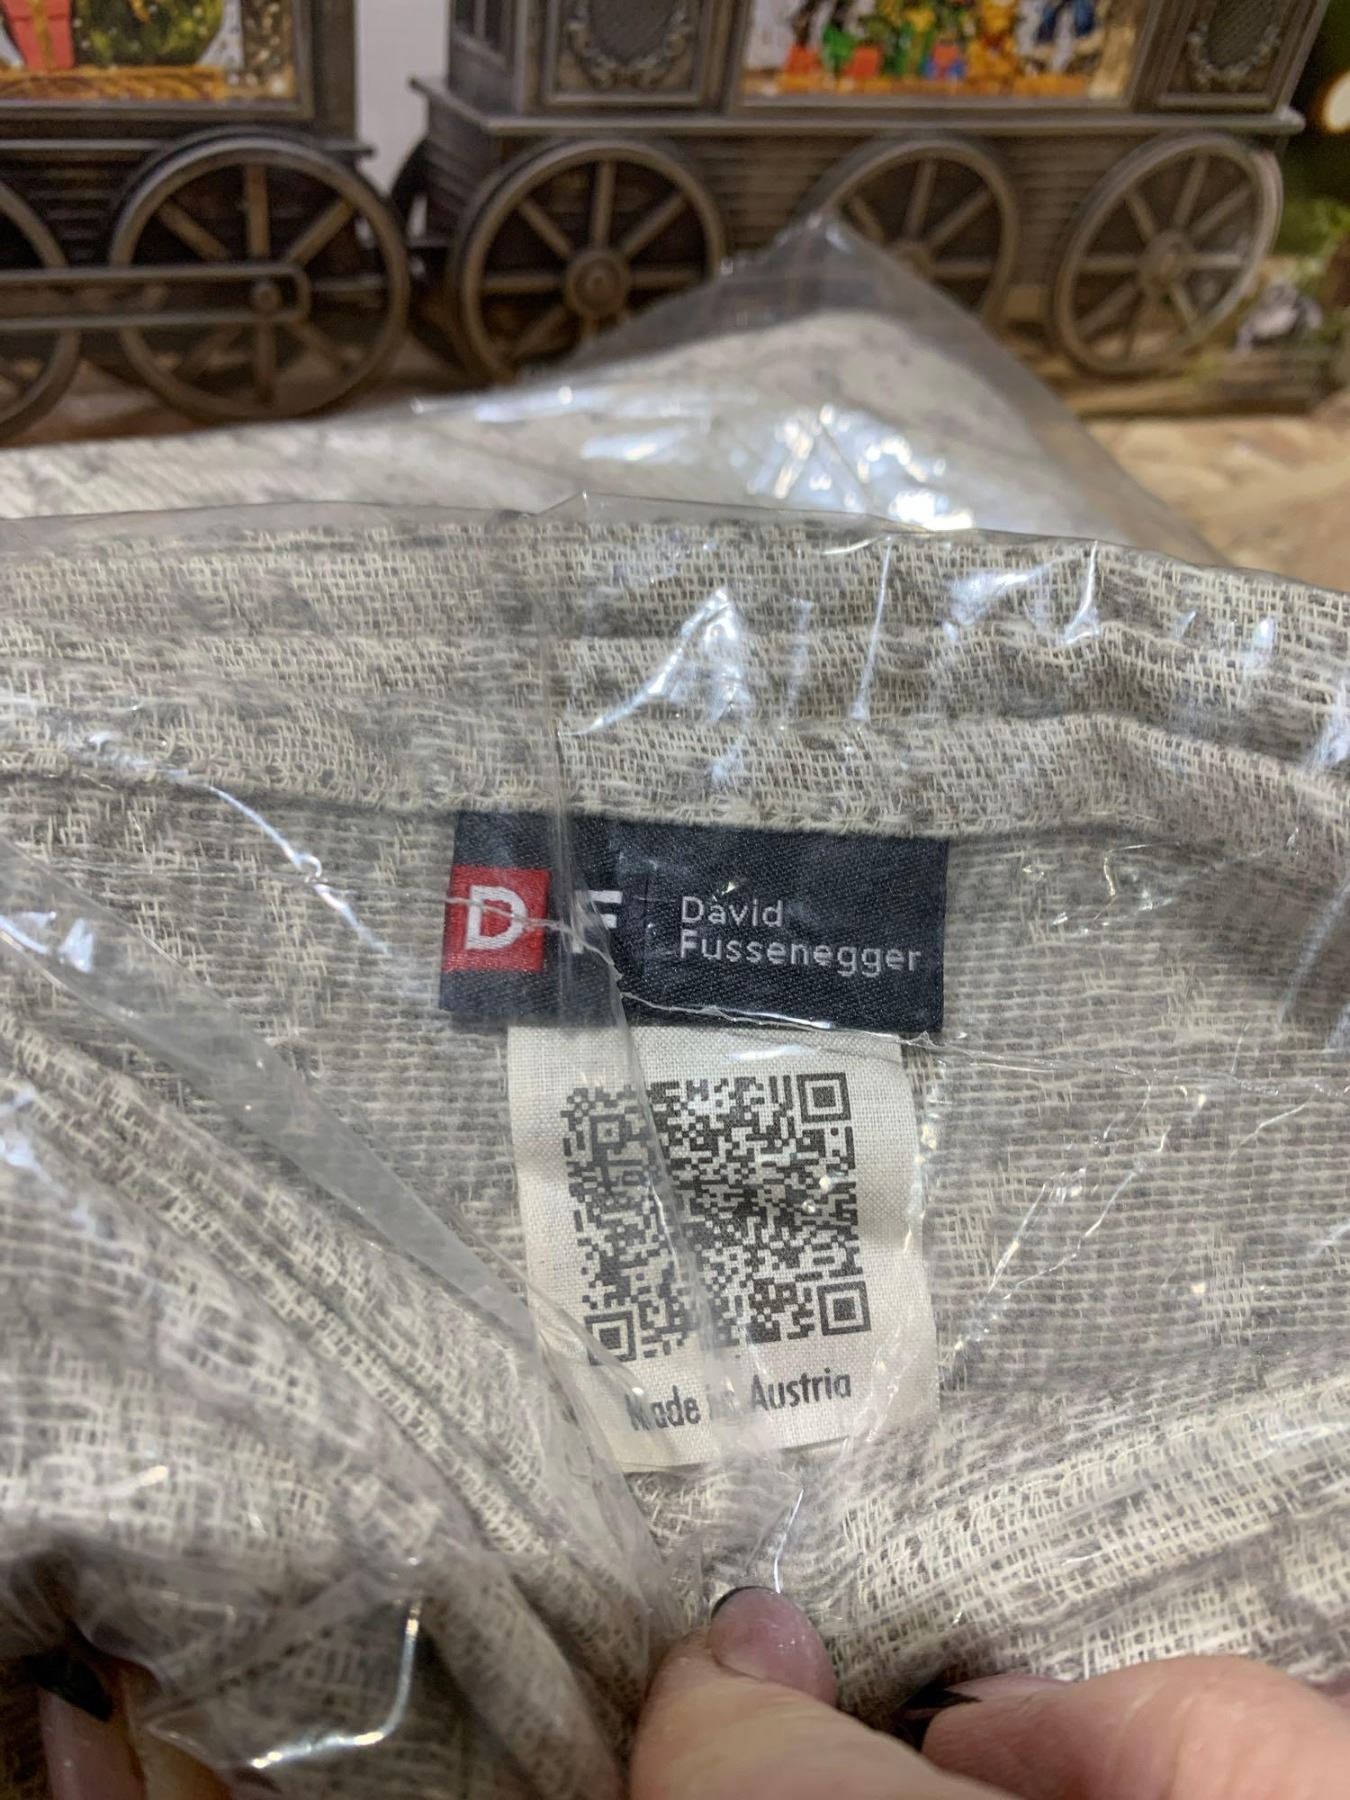 DF
David
Fussenegger
Made in Austria